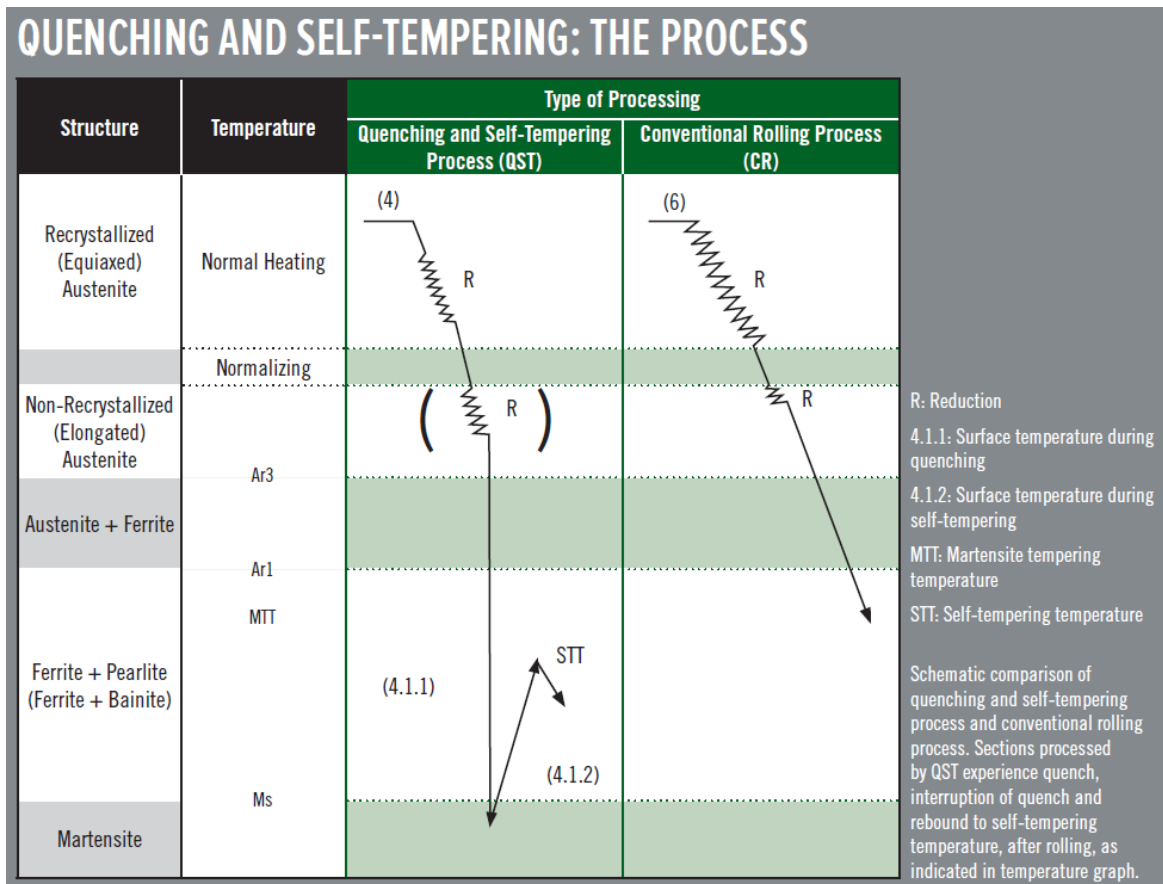 QUENCHING AND SELF-TEMPERING: THE PROCESS
Structure
Temperature
Type of Processing
Quenching and Self-Tempering
Process (QST)
Conventional Rolling Process
(CR)
Recrystallized
(Equiaxed)
Austenite
Normal Heating
(4)
R
(6)
R
Normalizing
Non-Recrystallized
(Elongated)
Austenite
( R )
R
Ar3
Austenite + Ferrite
Ar1
MTT
Ferrite + Pearlite
(Ferrite + Bainite)
(4.1.1)
STT
(4.1.2)
Ms
Martensite
R: Reduction
4.1.1: Surface temperature during
quenching
4.1.2: Surface temperature during
self-tempering
MTT: Martensite tempering
temperature
STT: Self-tempering temperature
Schematic comparison of
quenching and self-tempering
process and conventional rolling
process. Sections processed
by QST experience quench,
interruption of quench and
rebound to self-tempering
temperature, after rolling, as
indicated in temperature graph.